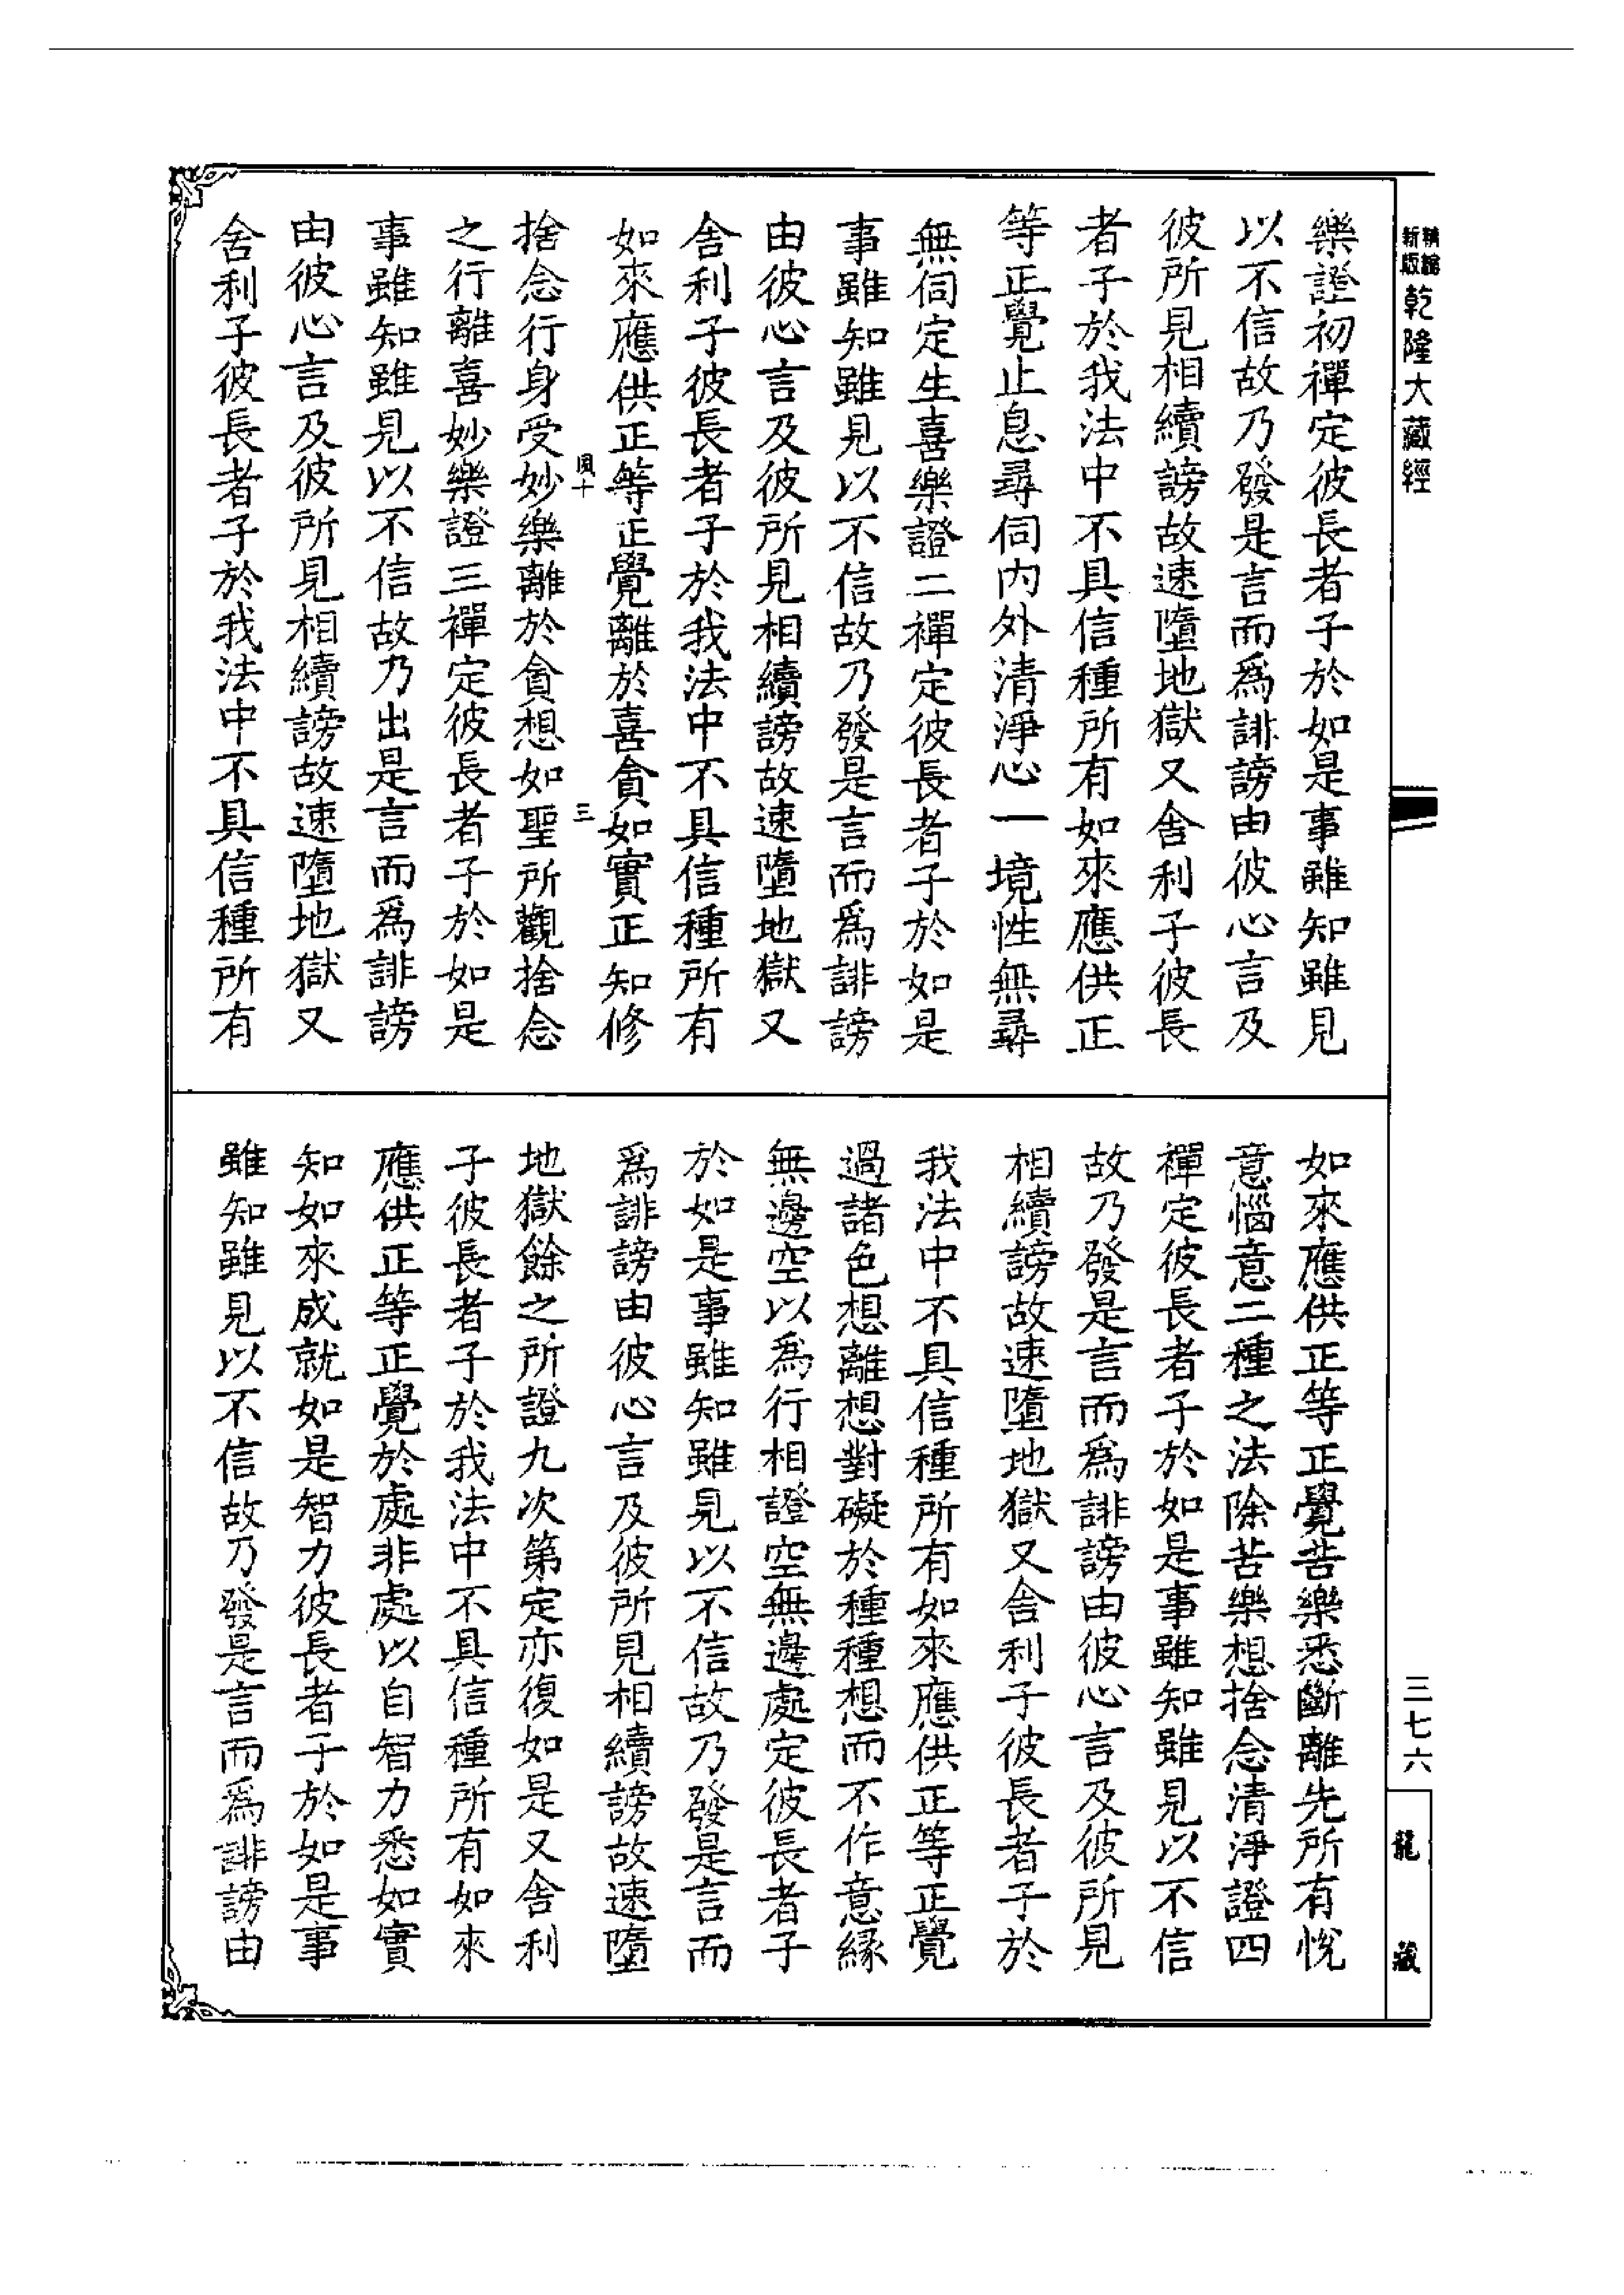 精編
新版
乾隆大藏經
樂證初禪定彼長者子於如是事雖知雖見
以不信故乃發是言而爲誹謗由彼心言及
彼所見相續謗故速墮地獄又舍利子彼長
者子於我法中不具信種所有如來應供正
等正覺止息尋伺內外清淨心一境性無尋
無伺定生喜樂證二禪定彼長者子於如是
事雖知雖見以不信故乃發是言而爲誹謗
由彼心言及彼所見相續謗故速墮地獄又
舍利子彼長者子於我法中不具信種所有
如來應供正等正覺離於喜貪如實正知修
三
捨念行身受妙樂離於貪想如聖所觀捨念
之行離喜妙樂證三禪定彼長者子於如是
事雖知雖見以不信故乃出是言而爲誹謗
由彼心言及彼所見相續謗故速墮地獄又
舍利子彼長者子於我法中不具信種所有
如來應供正等正覺苦樂悉斷離先所有悅
意惱意二種之法除苦樂想捨念清淨證四
禪定彼長者子於如是事雖知雖見以不信
故乃發是言而爲誹謗由彼心言及彼所見
相續謗故速墮地獄又舍利子彼長者子於
我法中不具信種所有如來應供正等正覺
過諸色想離想對礙於種種想而不作意緣
無邊空以爲行相證空無邊處定彼長者子
於如是事雖知雖見以不信故乃發是言而
爲誹謗由彼心言及彼所見相續謗故速墮
地獄餘之所證九次第定亦復如是又舍利
子彼長者子於我法中不具信種所有如來
應供正等正覺於處非處以自智力悉如實
知如來成就如是智力彼長者子於如是事
雖知雖見以不信故乃發是言而爲誹謗由
三七六
龍藏